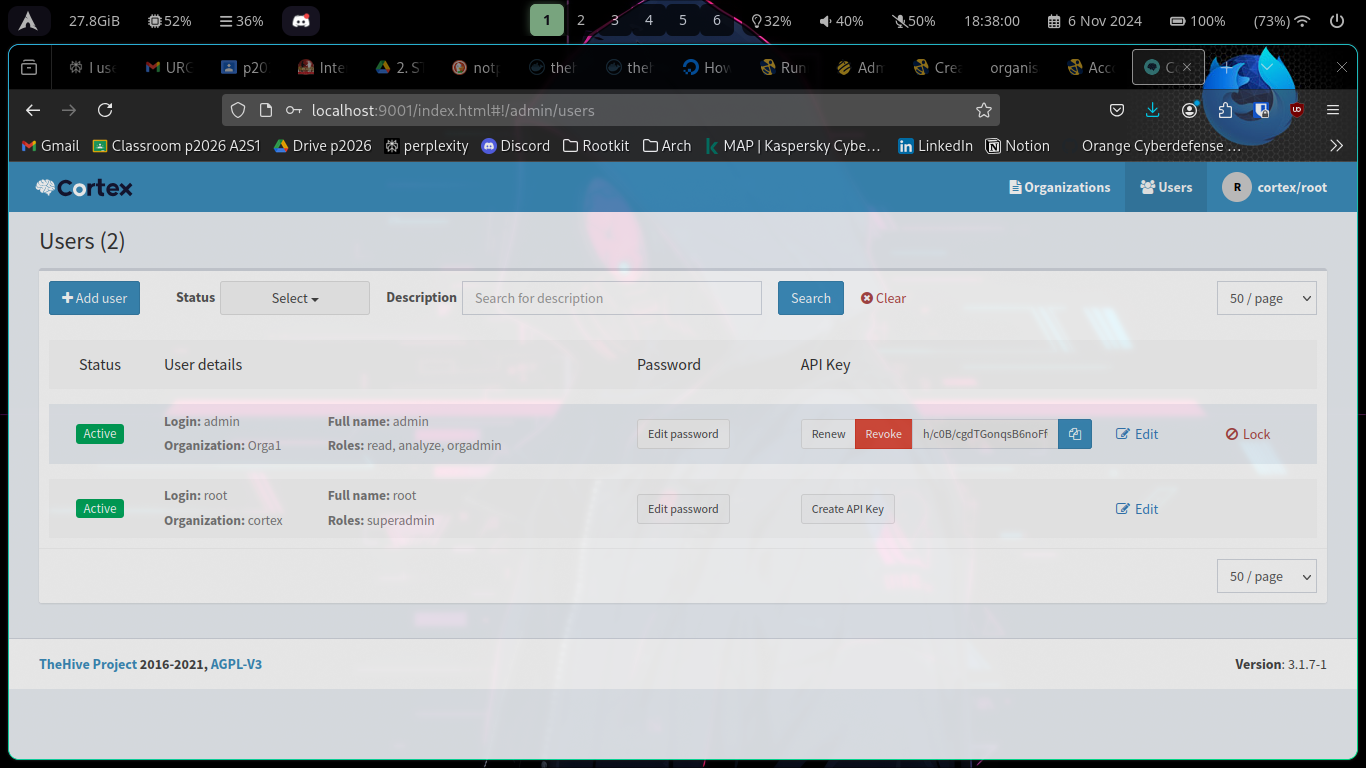 27.8GiB 52% 36% 1 2 3 4 5 6 32% 40% 50% 18:38:00 6 Nov 2024 100% (73%)
I use URC p20 Inte 2. S notp theh theh How Run Adm Crea organis Acce C
localhost:9001/index.html#!/admin/users
Gmail Classroom p2026 A2S1 Drive p2026 perplexity Discord Rootkit Arch MAP | Kaspersky Cybe… LinkedIn Notion Orange Cyberdefense …
Cortex Organizations Users R cortex/root
Users (2)
Add user Status Select Description Search for description Search Clear 50 / page
Status User details Password API Key
Active Login: admin Full name: admin Edit password Renew Revoke h/c0B/cgdTGonqsB6noFf Edit Lock
Organization: Orga1 Roles: read, analyze, orgadmin
Active Login: root Full name: root Edit password Create API Key Edit
Organization: cortex Roles: superadmin
50 / page
TheHive Project 2016-2021, AGPL-V3 Version: 3.1.7-1